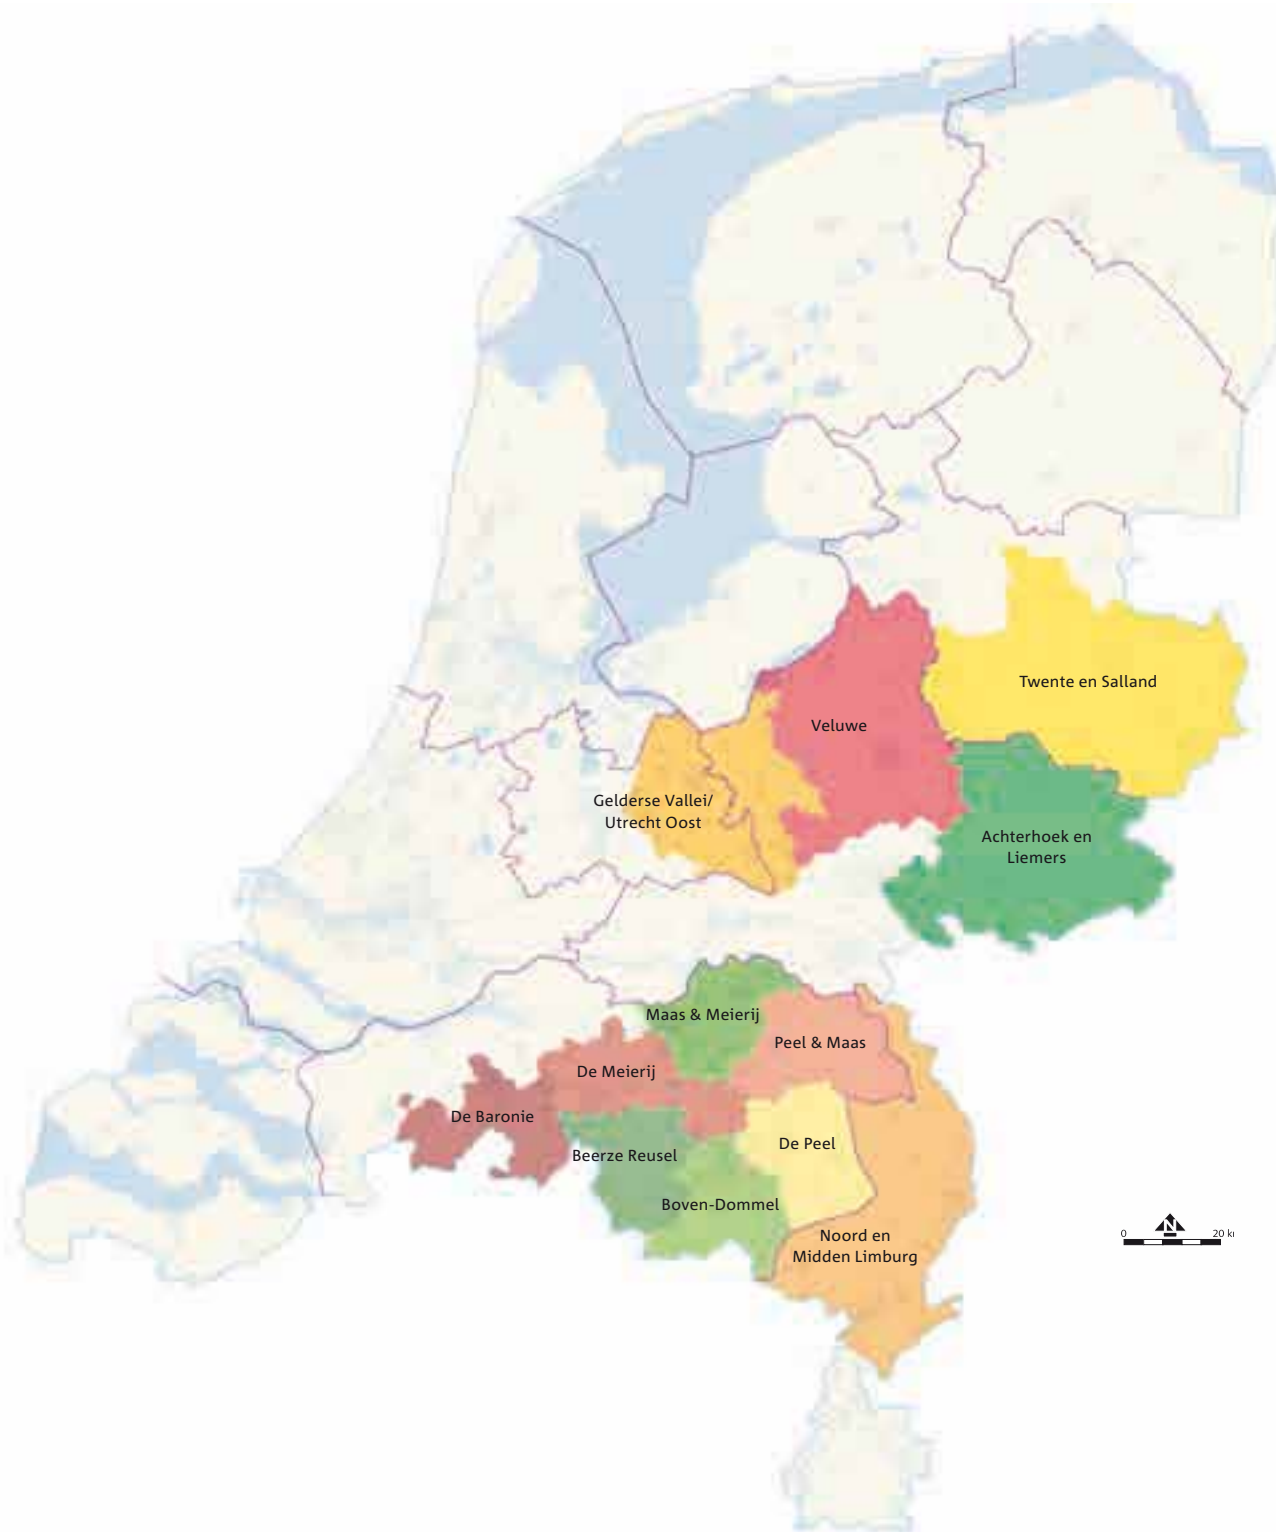 Twente en Salland
Veluwe
Gelderse Vallei/
Utrecht Oost
Achterhoek en
Liemers
Maas & Meierij
Peel & Maas
De Meierij
De Baronie
De Peel
Beerze Reusel
Boven-Dommel
Noord en
Midden Limburg
N
0 20